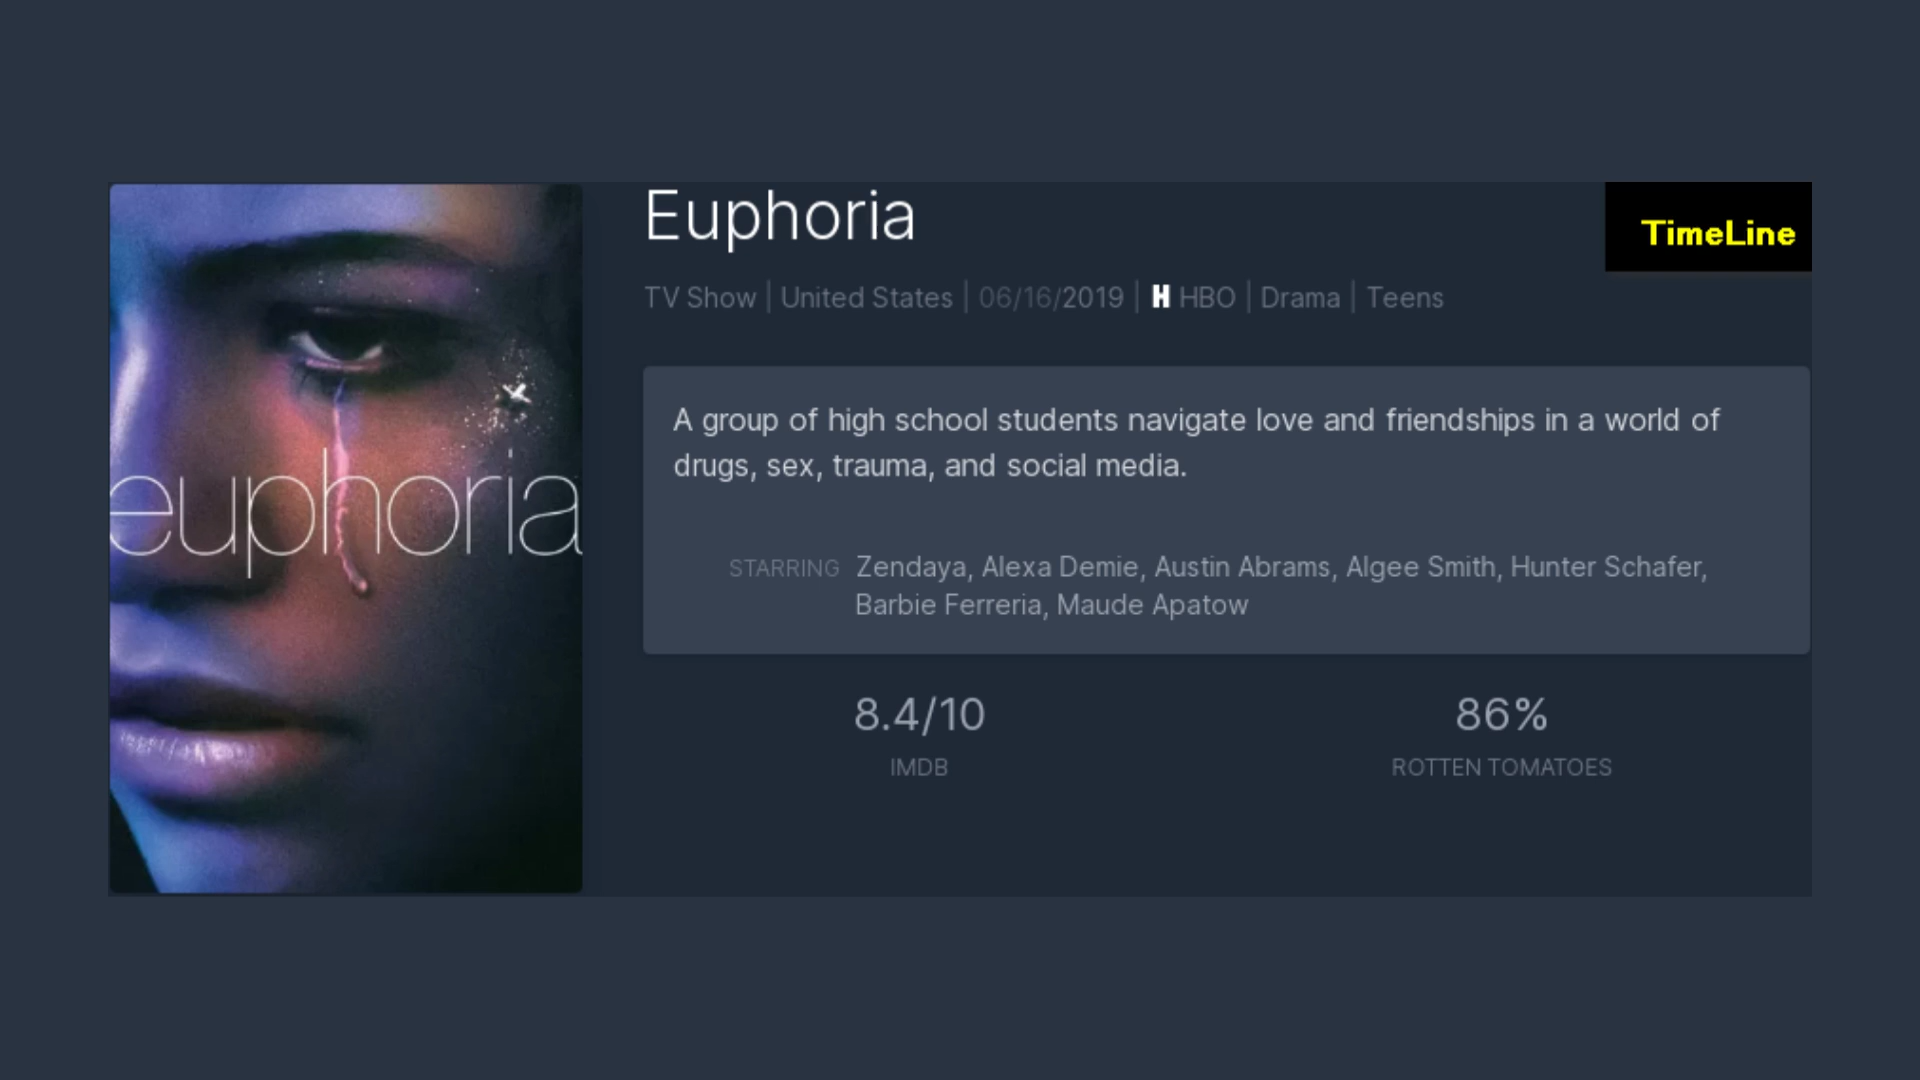 Euphoria
TimeLine
TV Show | United States | 06/16/2019 | H HBO | Drama | Teens
A group of high school students navigate love and friendships in a world of
drugs, sex, trauma, and social media.
euphoria
STARRING Zendaya, Alexa Demie, Austin Abrams, Algee Smith, Hunter Schafer,
Barbie Ferreria, Maude Apatow
8.4/10 86%
IMDB ROTTEN TOMATOES